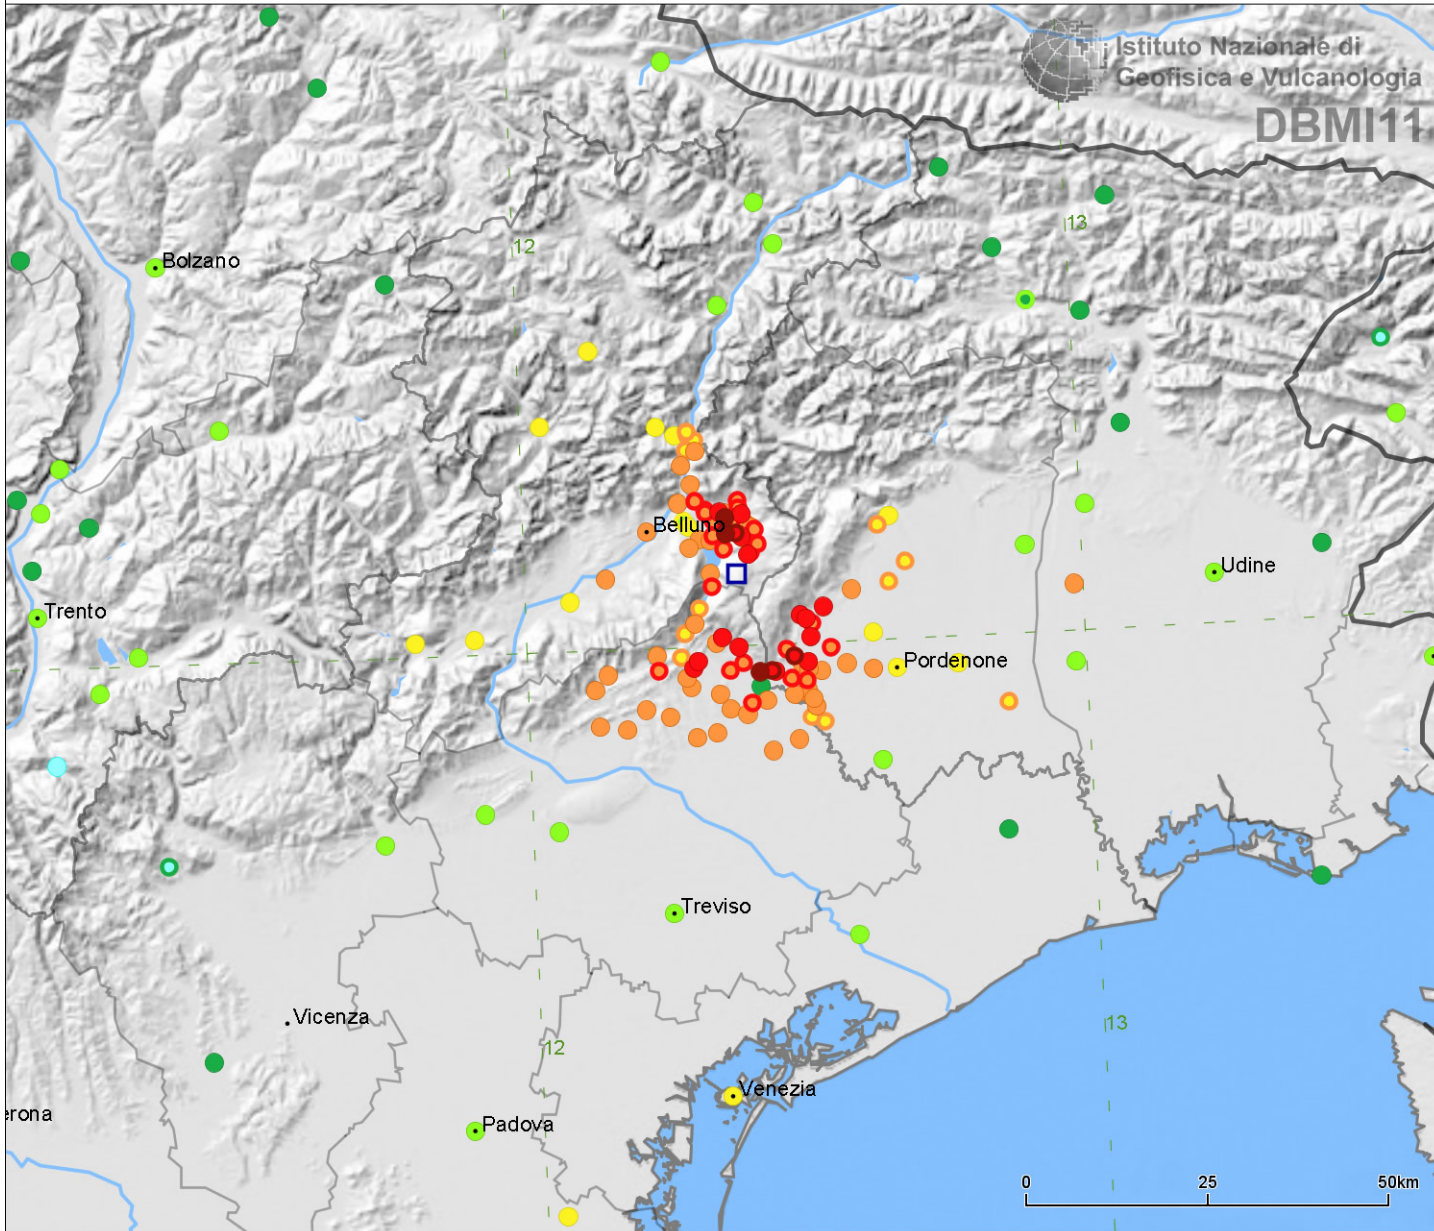 Istituto Nazionale di
Geofisica e Vulcanologia
DBMI11
13
12
Bolzano
Belluno
Udine
Trento
Pordenone
Treviso
Vicenza
13
12
Venezia
erona
Padova
0 25 50km